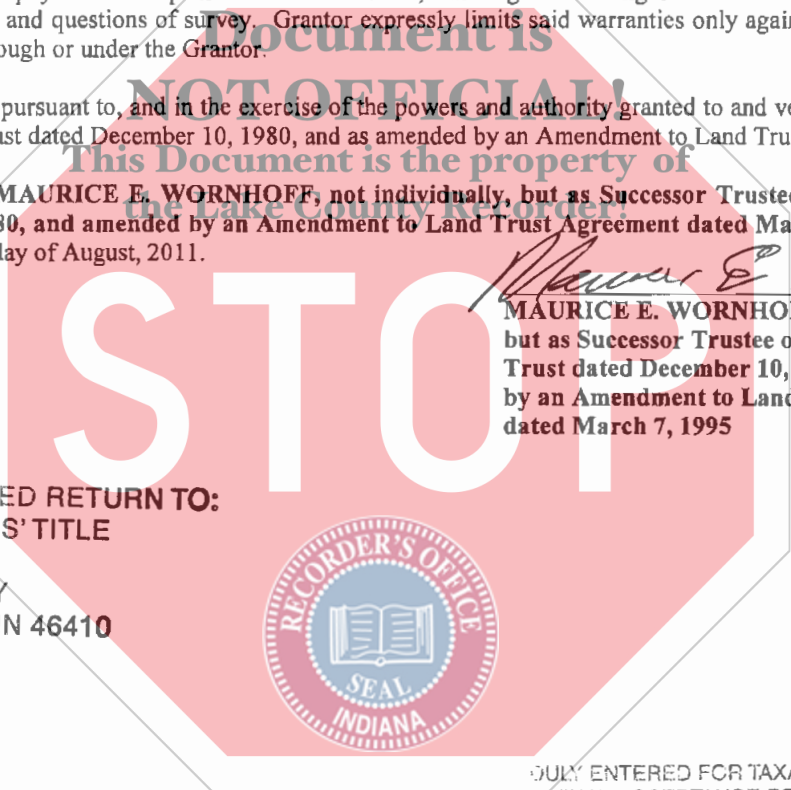 and questions of survey. Grantor expressly limits said warranties only again
Document is
ough or under the Grantor.
NOT OFFICIAL!
pursuant to, and in the exercise of the powers and authority granted to and ve
ust dated December 10, 1980, and as amended by an Amendment to Land Tru
This Document is the property of
MAURICE E. WORNHOFF, not individually, but as Successor Trustee
the Lake County Recorder!
80, and amended by an Amendment to Land Trust Agreement dated Ma
day of August, 2011.
STOP
Maurice E
MAURICE E. WORNHO
but as Successor Trustee o
Trust dated December 10,
by an Amendment to Land
dated March 7, 1995
ED RETURN TO:
S' TITLE
Y
N 46410
RECORDER'S OFFICE
SEAL
INDIANA
DULY ENTERED FOR TAXA